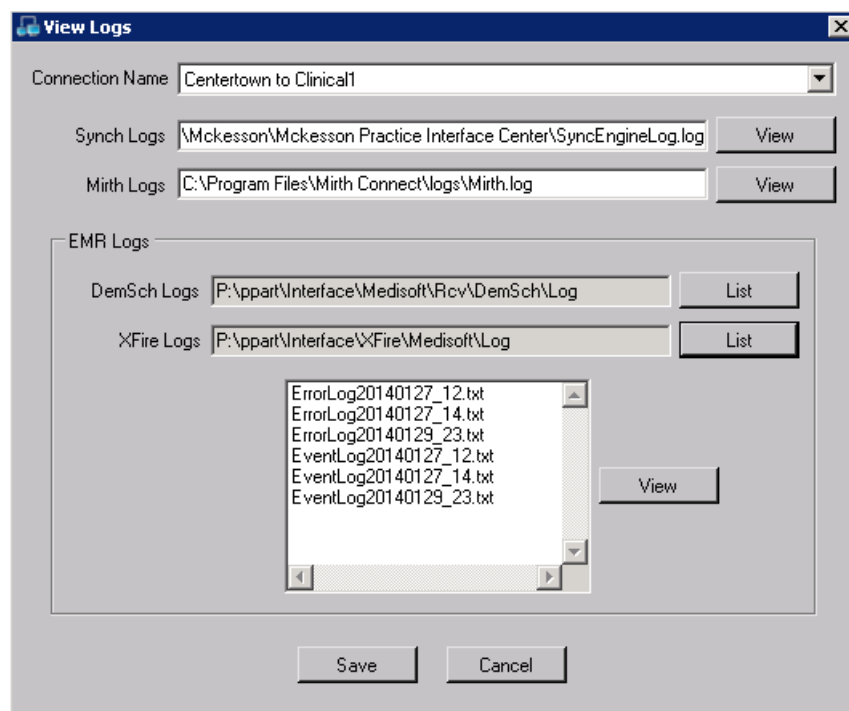 View Logs
Connection Name Centertown to Clinical1
Synch Logs \Mckesson\Mckesson Practice Interface Center\SyncEngineLog.log View
Mirth Logs C:\Program Files\Mirth Connect\logs\Mirth.log View
EMR Logs
DemSch Logs P:\ppart\Interface\Medisoft\Rcv\DemSch\Log List
XFire Logs P:\ppart\Interface\XFire\Medisoft\Log List
ErrorLog20140127_12.txt
ErrorLog20140127_14.txt
ErrorLog20140129_23.txt
EventLog20140127_12.txt
EventLog20140127_14.txt
EventLog20140129_23.txt
View
Save Cancel